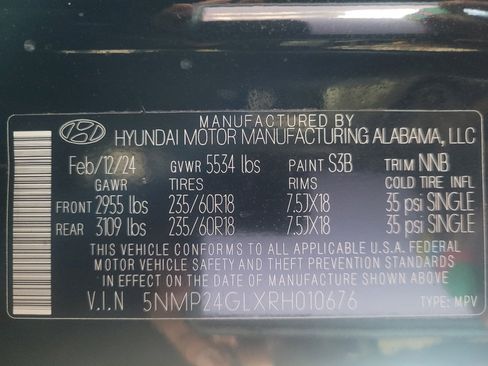 MANUFACTURED BY
HYUNDAI MOTOR MANUFACTURING ALABAMA, LLC
Feb/12/24 GVWR 5534 lbs PAINT S3B TRIM NNB
GAWR TIRES RIMS COLD TIRE INFL
FRONT 2955 lbs 235/60R18 7.5JX18 35 psi SINGLE
REAR 3109 lbs 235/60R18 7.5JX18 35 psi SINGLE
THIS VEHICLE CONFORMS TO ALL APPLICABLE U.S.A. FEDERAL
MOTOR VEHICLE SAFETY AND THEFT PREVENTION STANDARDS
IN EFFECT ON THE DATE OF MANUFACTURE SHOWN ABOVE.
V.I.N 5NMP24GLXRH010676 TYPE: MPV